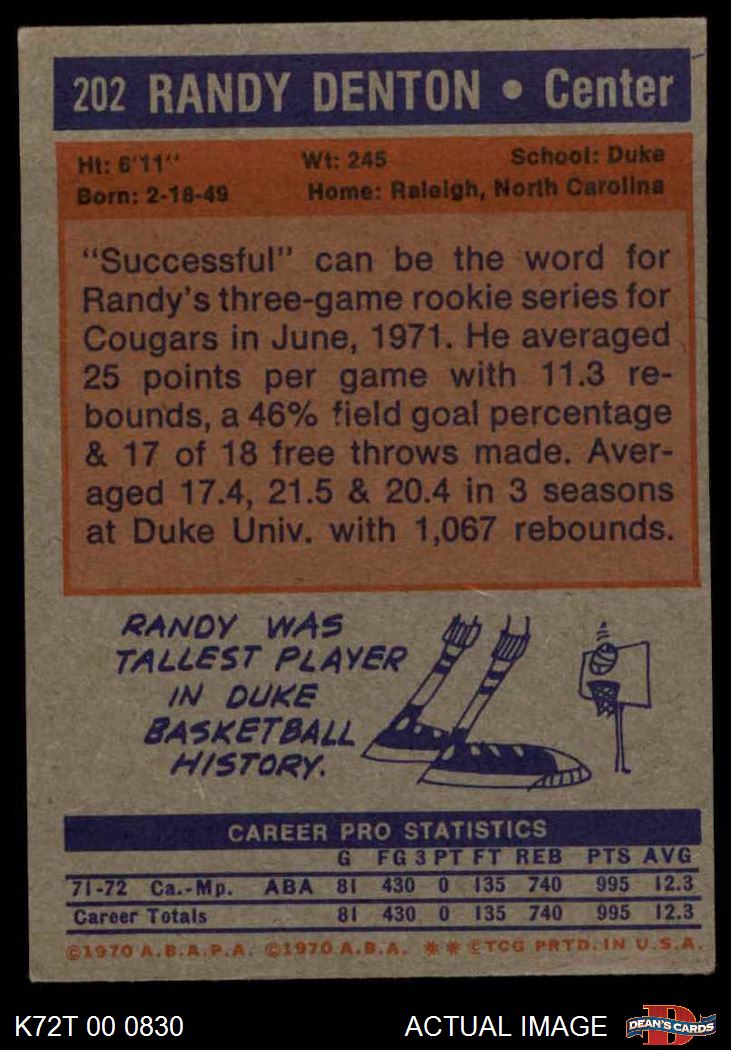 202 RANDY DENTON • Center
Ht: 6'11" Wt: 245 School: Duke
Born: 2-18-49 Home: Raleigh, North Carolina
"Successful" can be the word for
Randy's three-game rookie series for
Cougars in June, 1971. He averaged
25 points per game with 11.3 re-
bounds, a 46% field goal percentage
& 17 of 18 free throws made. Aver-
aged 17.4, 21.5 & 20.4 in 3 seasons
at Duke Univ. with 1,067 rebounds.
RANDY WAS
TALLEST PLAYER
IN DUKE
BASKETBALL
HISTORY.
CAREER PRO STATISTICS
G FG 3 PT FT REB PTS AVG
71-72 Ca.-Mp. ABA 81 430 0 135 740 995 12.3
Career Totals 81 430 0 135 740 995 12.3
©1970 A.B.A.P.A. ©1970 A.B.A. ** ©TCG PRTD. IN U.S.A.
K72T 00 0830 ACTUAL IMAGE D DEAN'S CARDS